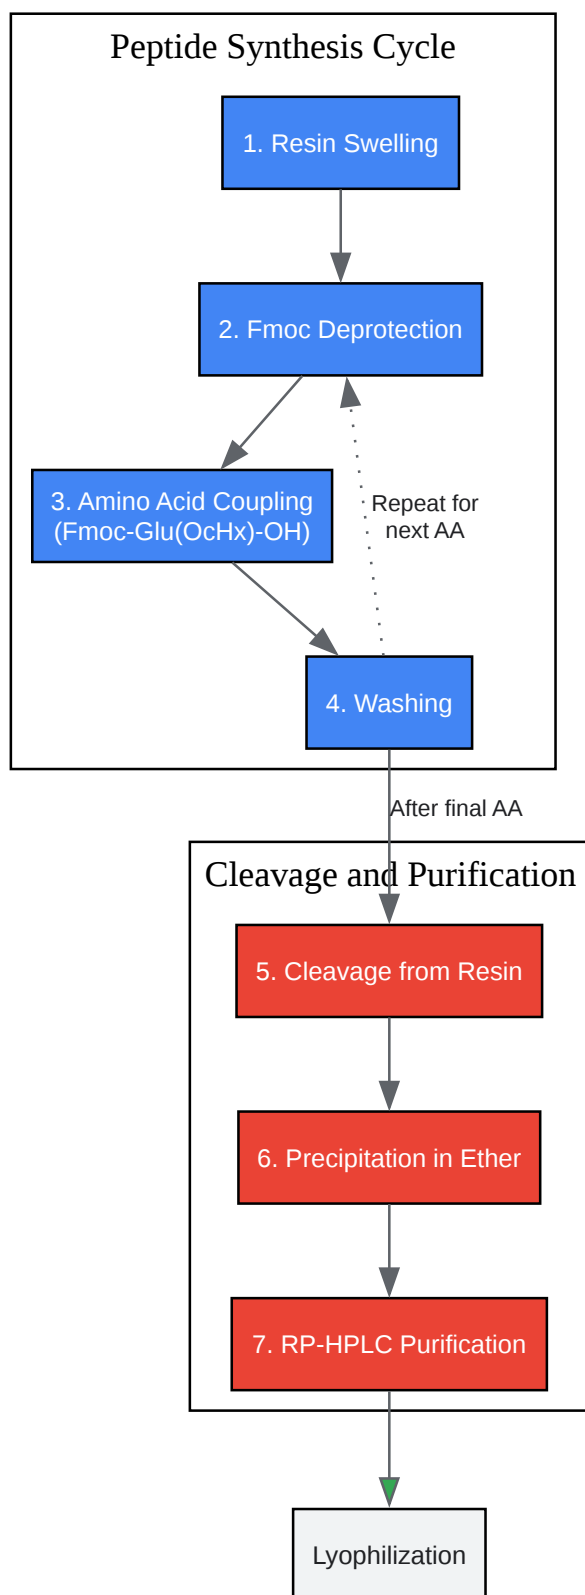 Peptide Synthesis Cycle
1. Resin Swelling
2. Fmoc Deprotection
3. Amino Acid Coupling
(Fmoc-Glu(OcHx)-OH)
Repeat for
next AA
4. Washing
After final AA
Cleavage and Purification
5. Cleavage from Resin
6. Precipitation in Ether
7. RP-HPLC Purification
Lyophilization